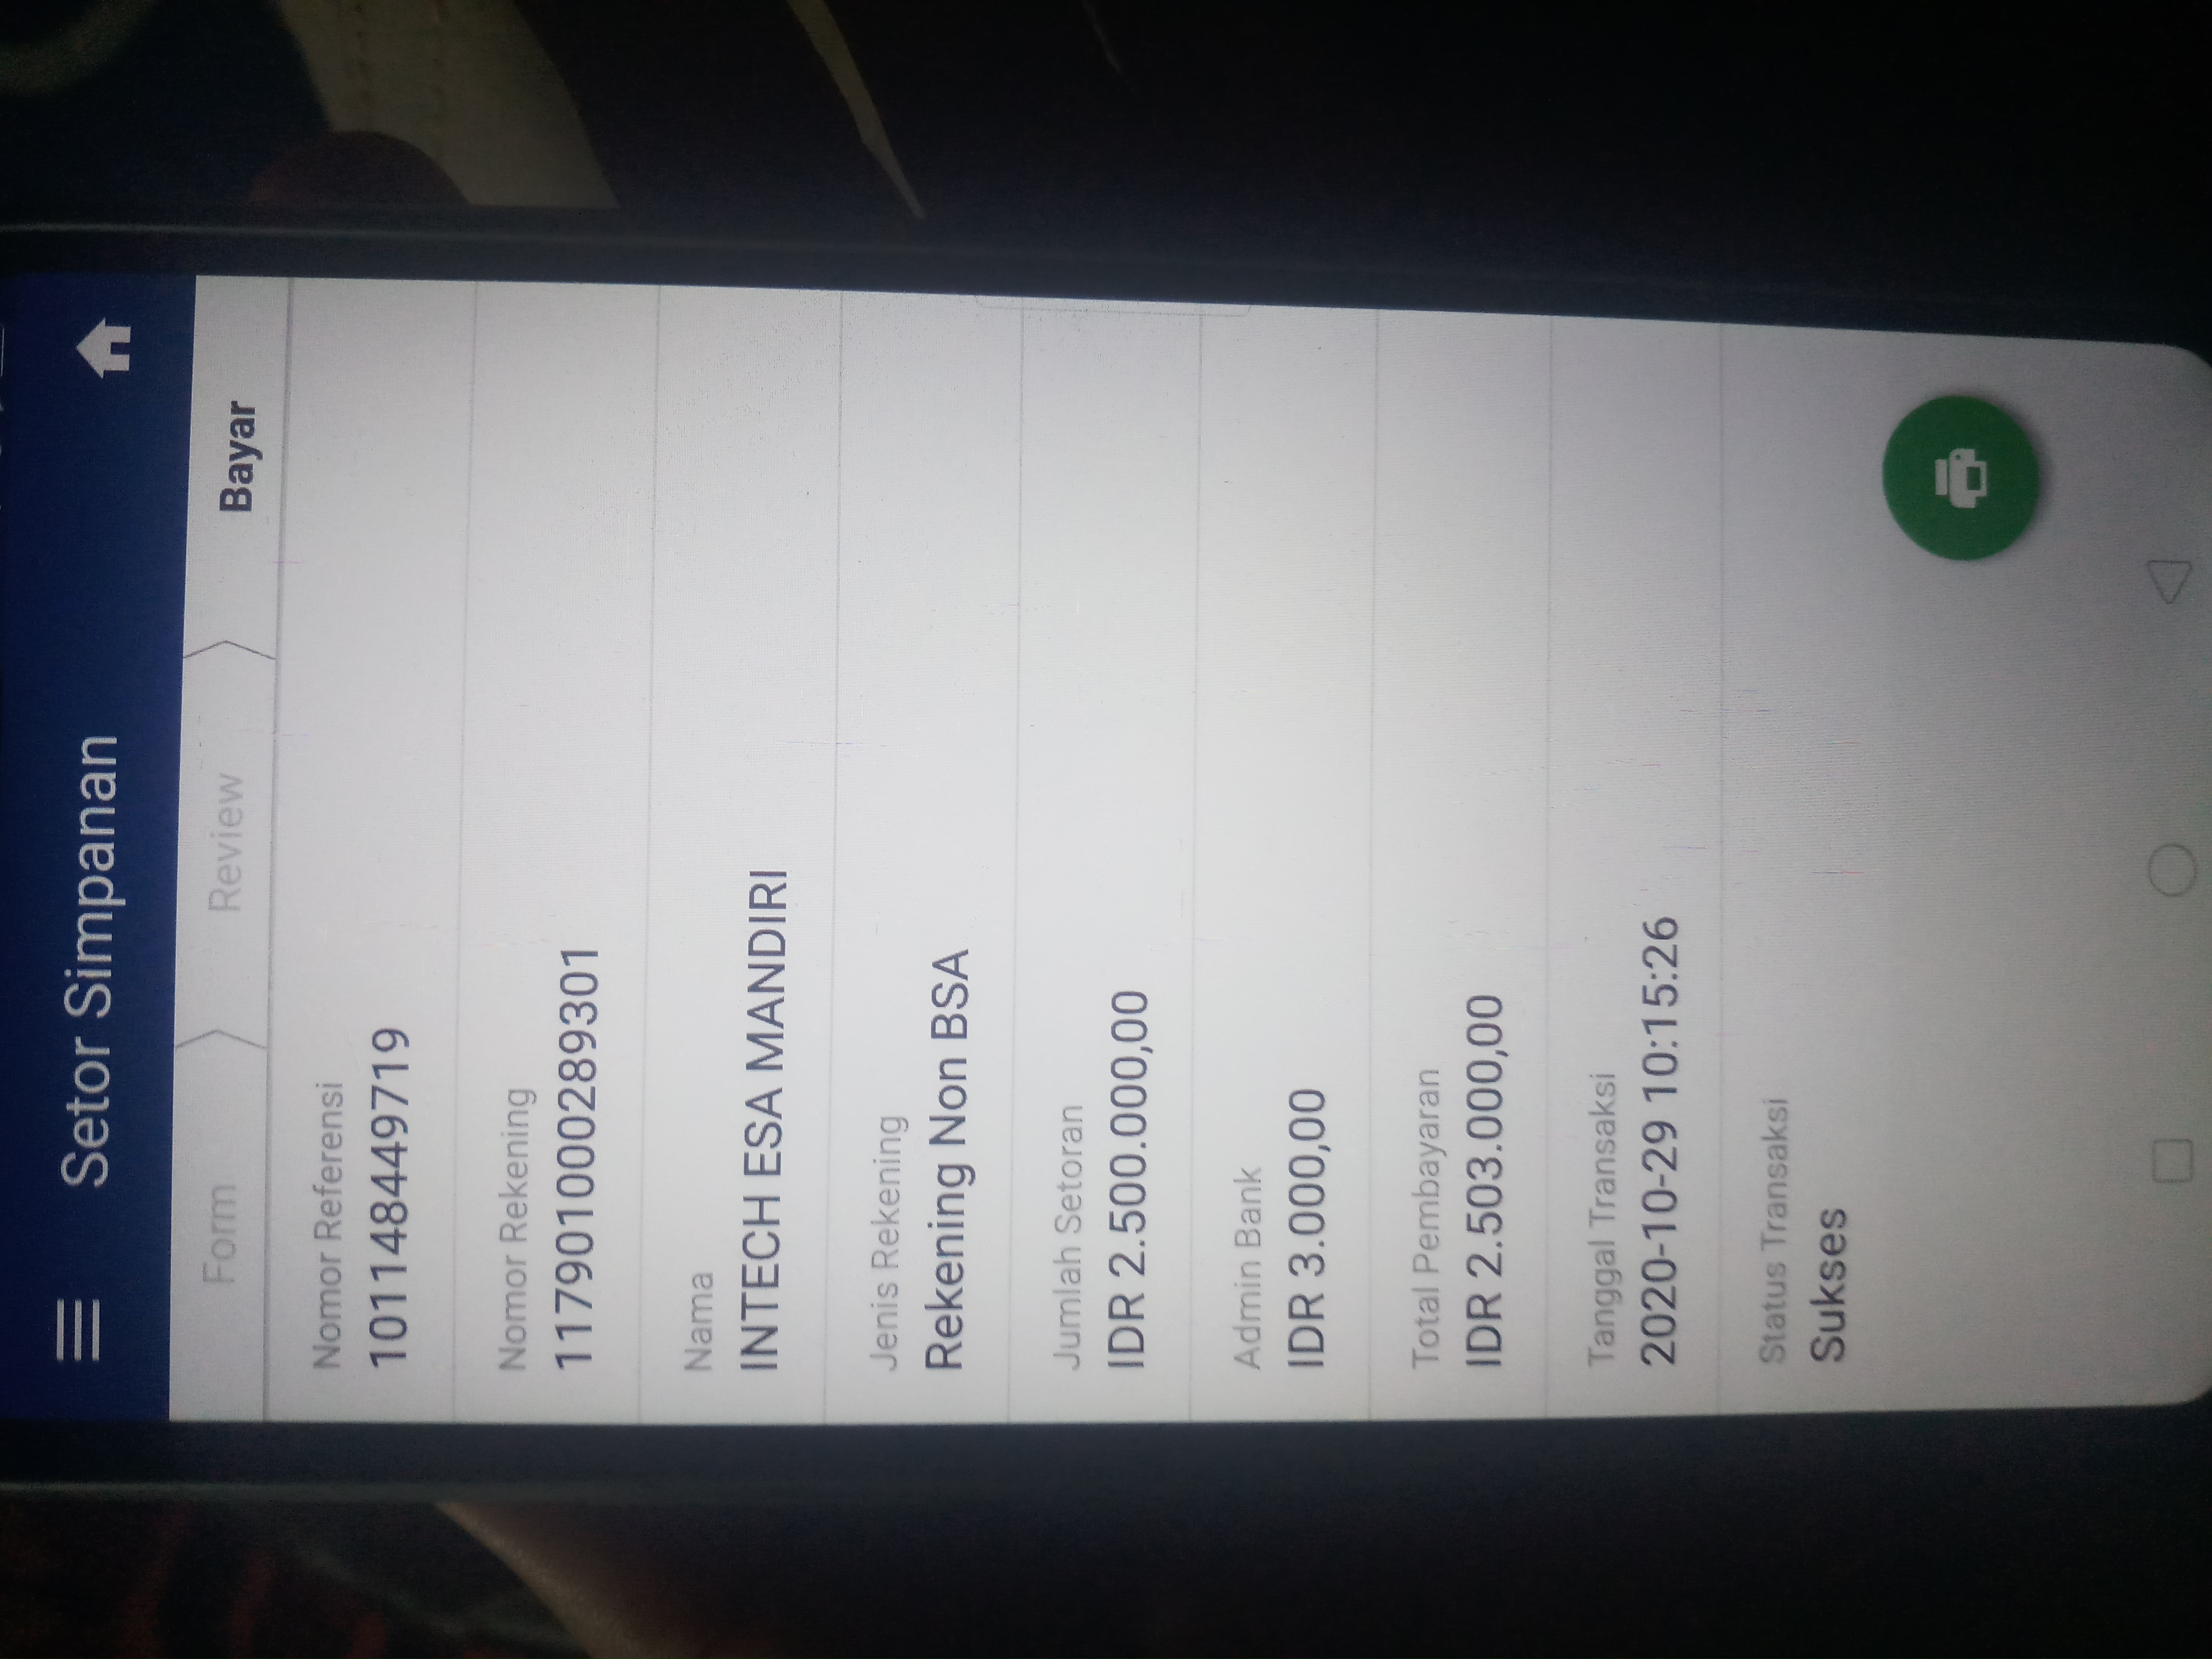 Setor Simpanan
Form
Review
Bayar
Nomor Referensi
101148449719
Nomor Rekening
117901000289301
Nama
INTECH ESA MANDIRI
Jenis Rekening
Rekening Non BSA
Jumlah Setoran
IDR 2.500.000,00
Admin Bank
IDR 3.000,00
Total Pembayaran
IDR 2.503.000,00
Tanggal Transaksi
2020-10-29 10:15:26
Status Transaksi
Sukses